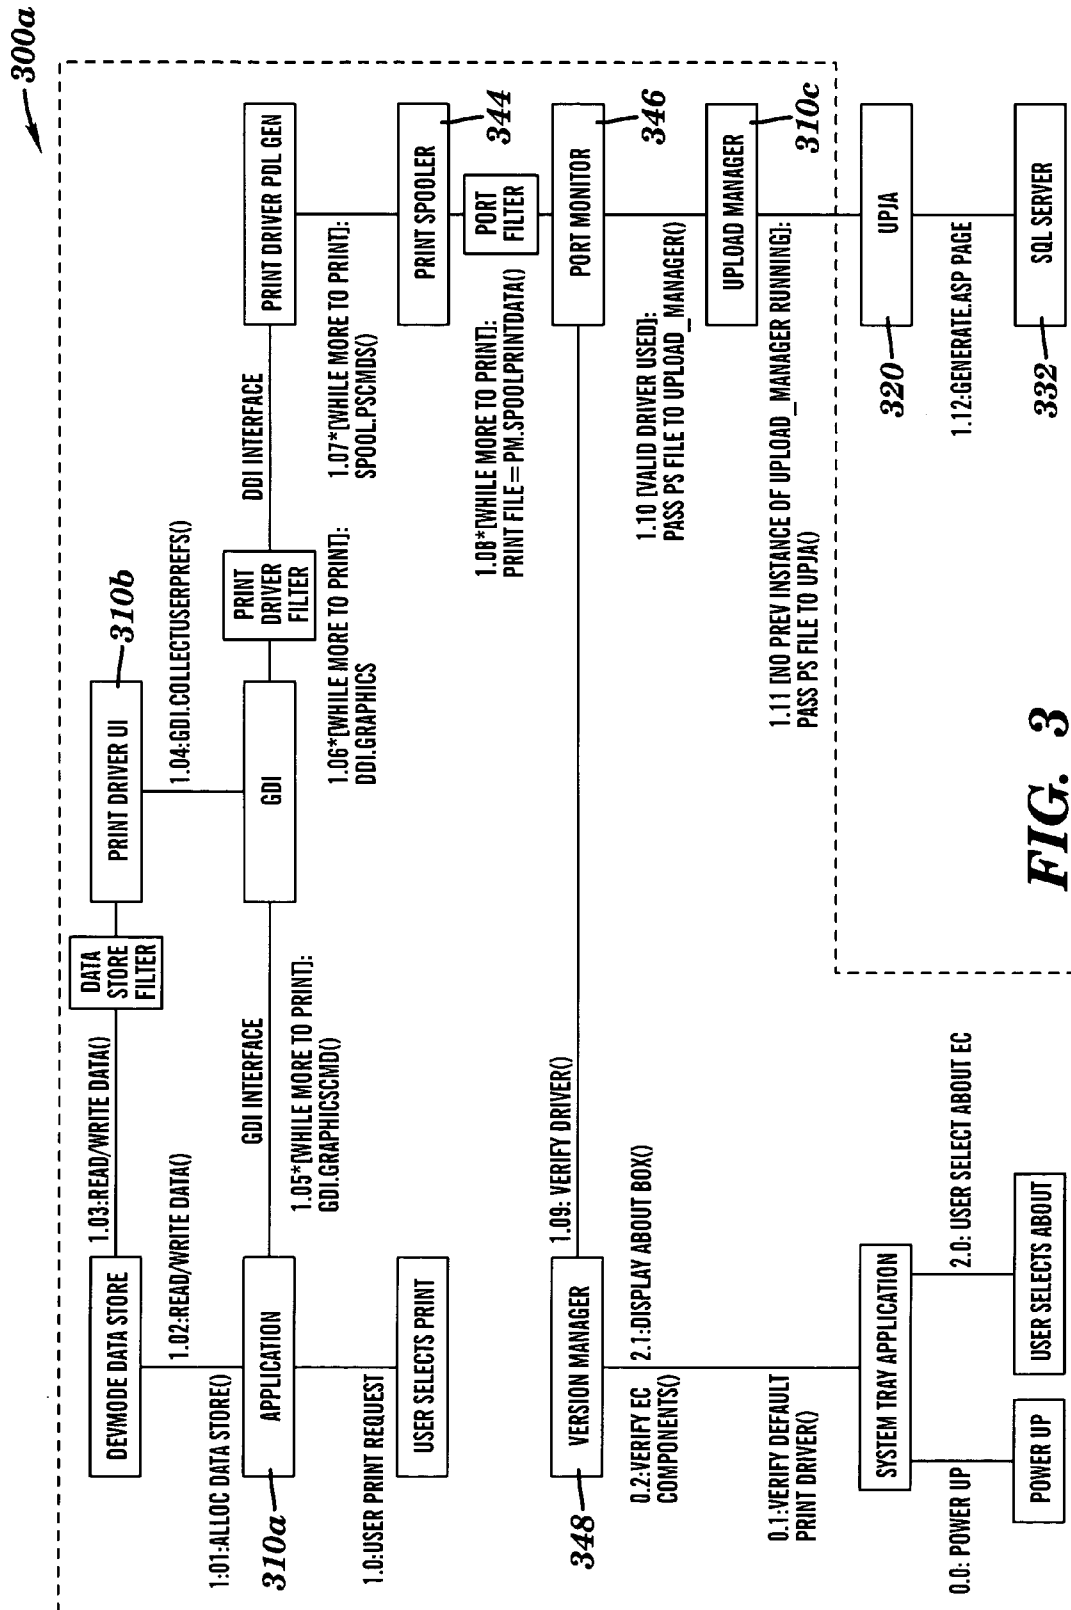 300a
DEVMODE DATA STORE
1.03:READ/WRITE DATA()
DATA
STORE
FILTER
PRINT DRIVER UI
310b
1.02:READ/WRITE DATA()
1.04:GDI.COLLECTUSERPREFS()
1:01:ALLOC DATA STORE()
APPLICATION
310a
GDI INTERFACE
1.05*[WHILE MORE TO PRINT]:
GDI.GRAPHICSCMD()
GDI
PRINT
DRIVER
FILTER
1.06*[WHILE MORE TO PRINT]:
DDI.GRAPHICS
DDI INTERFACE
PRINT DRIVER PDL GEN
1.07*[WHILE MORE TO PRINT]:
SPOOL.PSCMDS()
1.0:USER PRINT REQUEST
USER SELECTS PRINT
PRINT SPOOLER
344
PORT
FILTER
1.08*[WHILE MORE TO PRINT]:
PRINT FILE=PM.SPOOLPRINTDATA()
VERSION MANAGER
348
1.09: VERIFY DRIVER()
PORT MONITOR
346
0.2:VERIFY EC
COMPONENTS()
2.1:DISPLAY ABOUT BOX()
1.10 [VALID DRIVER USED]:
PASS PS FILE TO UPLOAD_MANAGER()
UPLOAD MANAGER
310c
0.1:VERIFY DEFAULT
PRINT DRIVER()
1.11 [NO PREV INSTANCE OF UPLOAD_MANAGER RUNNING]:
PASS PS FILE TO UPJA()
SYSTEM TRAY APPLICATION
UPJA
320
0.0: POWER UP
2.0: USER SELECT ABOUT EC
1.12:GENERATE.ASP PAGE
POWER UP
USER SELECTS ABOUT
SQL SERVER
332
FIG. 3